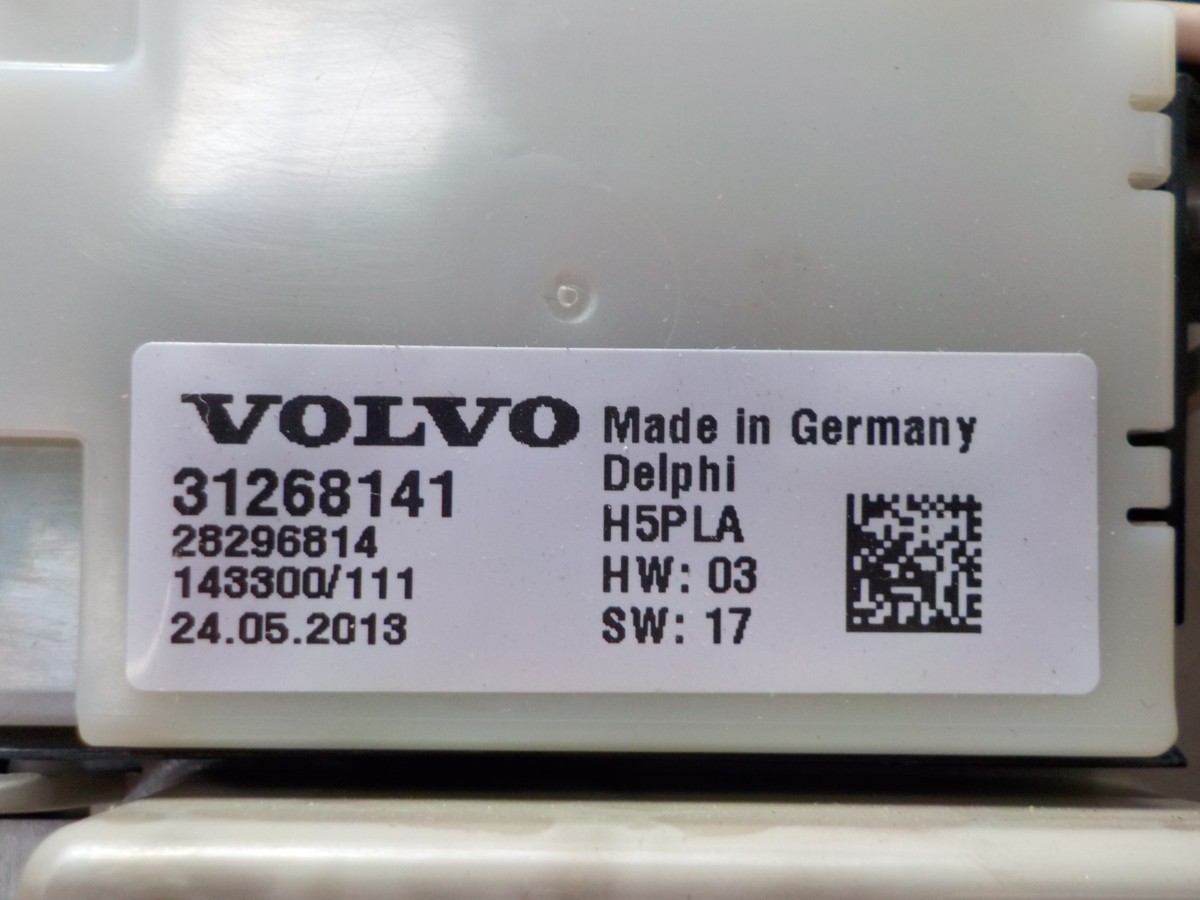 VOLVO
31268141
28296814
143300/111
24.05.2013
Made in Germany
Delphi
H5PLA
HW: 03
SW: 17